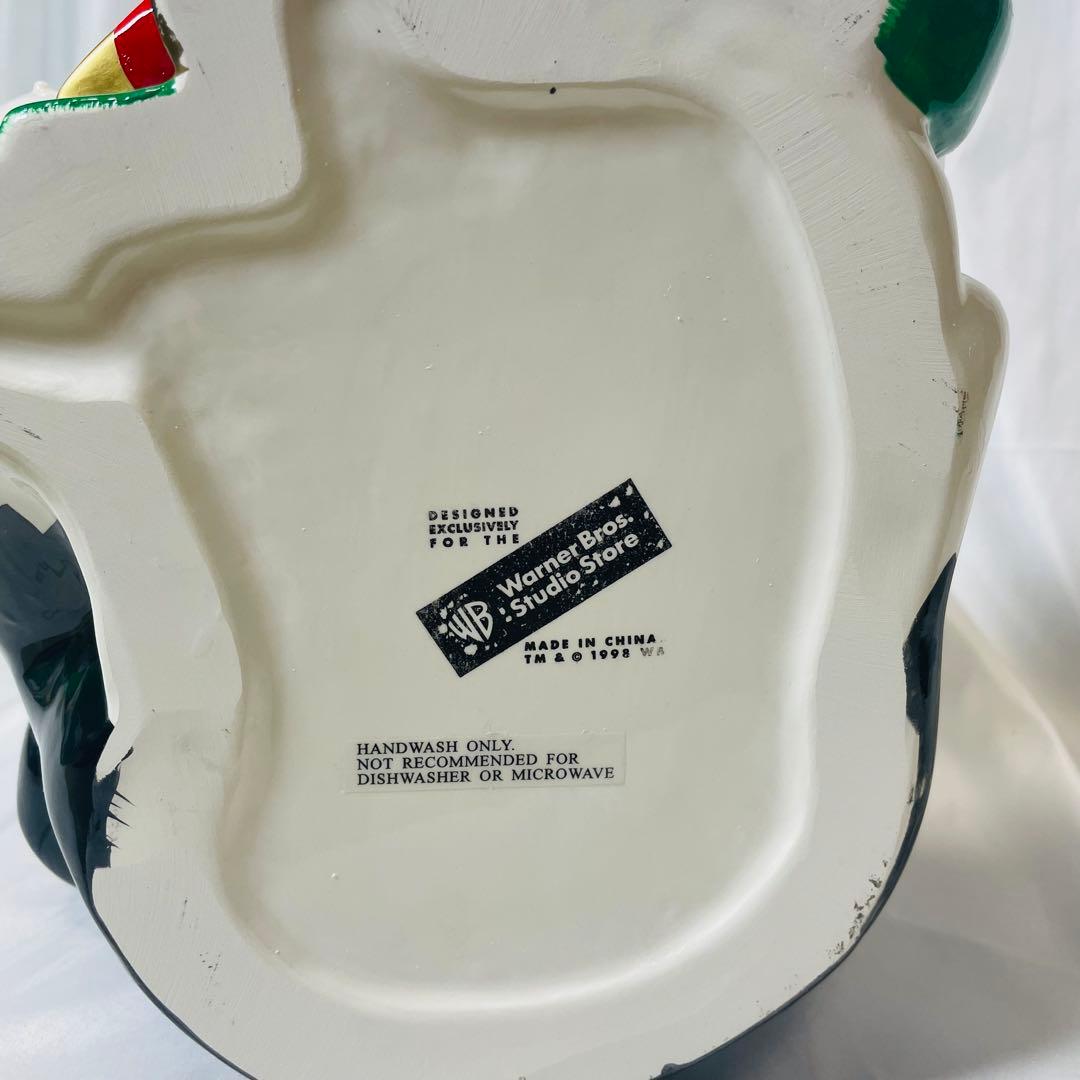 DESIGNED
EXCLUSIVELY
FOR THE
WB Warner Bros.
Studio Store
MADE IN CHINA
TM & © 1998 WA
HANDWASH ONLY.
NOT RECOMMENDED FOR
DISHWASHER OR MICROWAVE